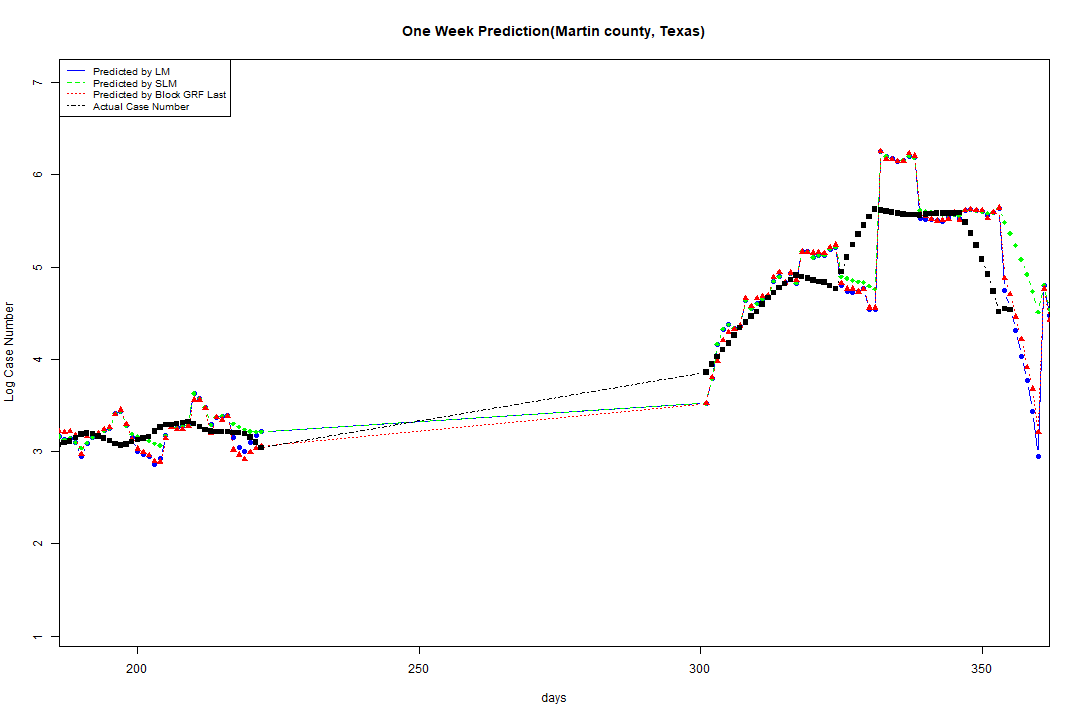 One Week Prediction(Martin county, Texas)
Predicted by LM
Predicted by SLM
Predicted by Block GRF Last
Actual Case Number
7
6
5
4
3
2
1
Log Case Number
200
250
300
350
days